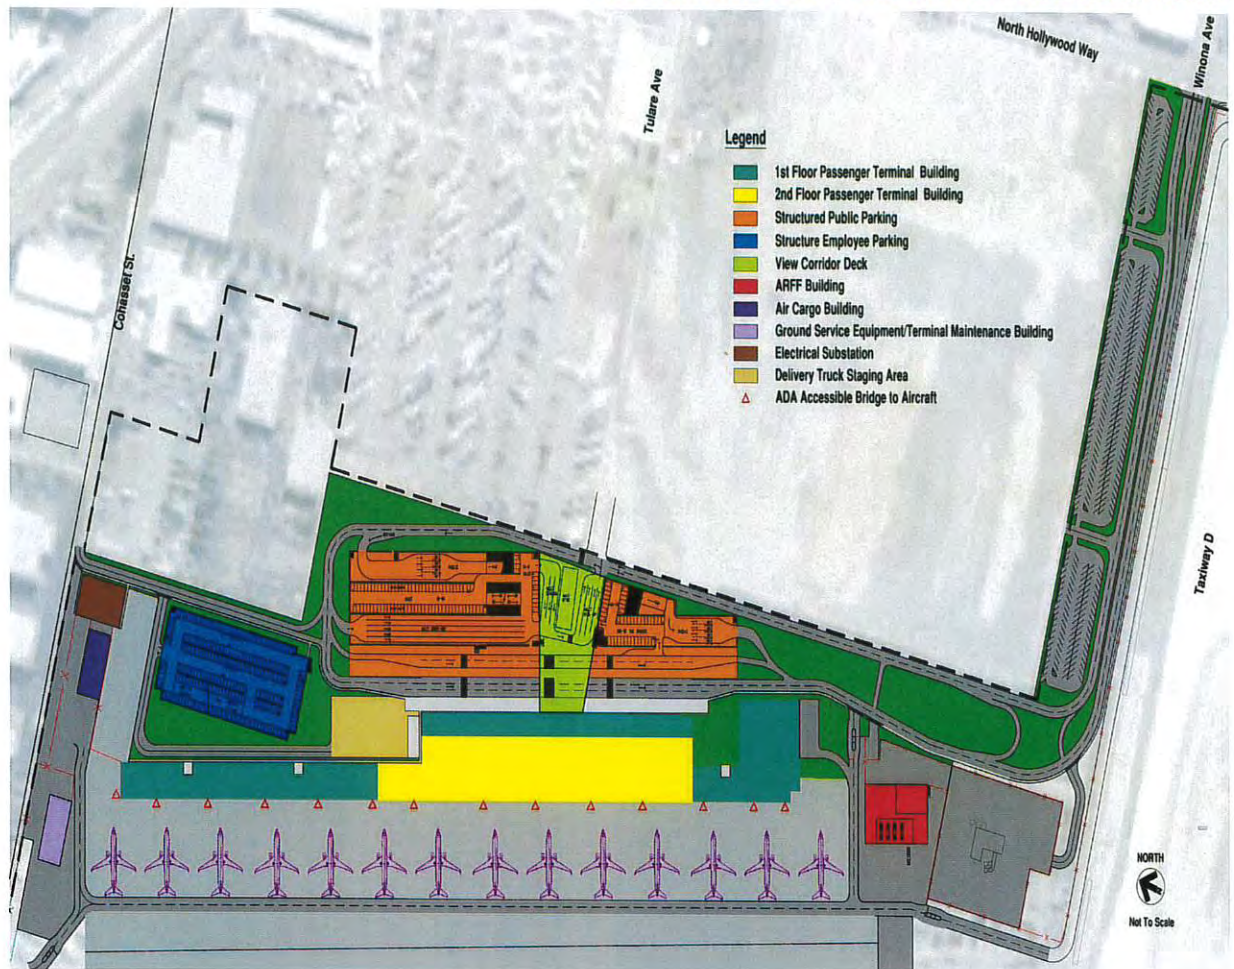 North Hollywood Way
Winona Ave
Tulare Ave
Legend
1st Floor Passenger Terminal Building
2nd Floor Passenger Terminal Building
Structured Public Parking
Structure Employee Parking
View Corridor Deck
ARFF Building
Air Cargo Building
Ground Service Equipment/Terminal Maintenance Building
Electrical Substation
Delivery Truck Staging Area
ADA Accessible Bridge to Aircraft
Cohasset St.
Taxiway D
NORTH
Not To Scale